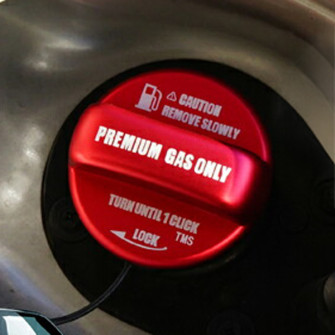 CAUTION
REMOVE SLOWLY
PREMIUM GAS ONLY
TURN UNTIL 1 CLICK
LOCK TMS